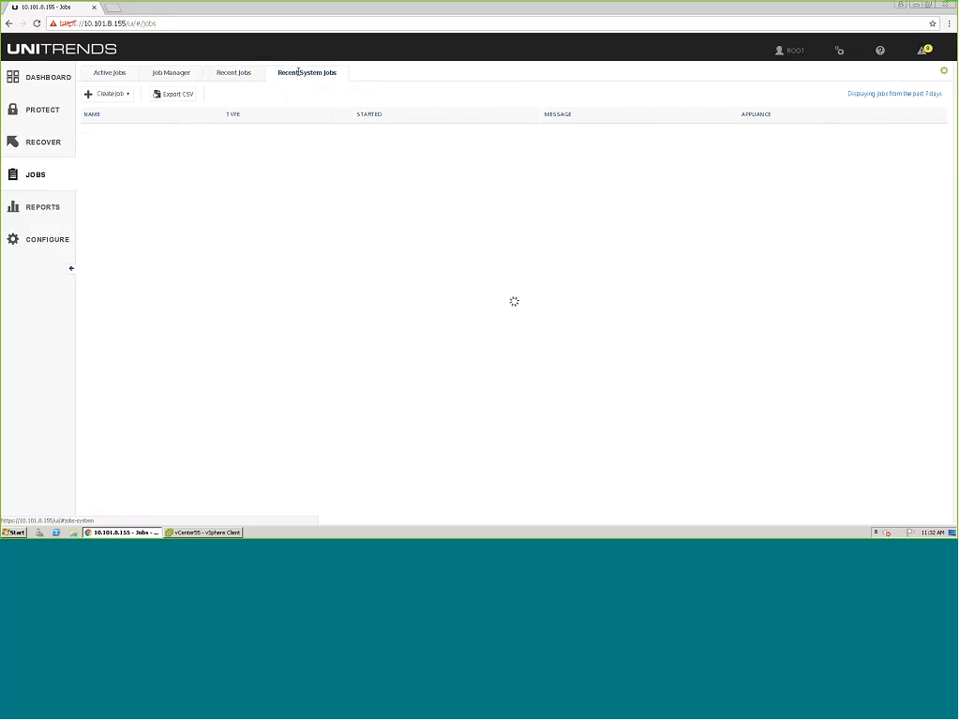 10.101.8.155 - Jobs
https://10.101.8.155/u/#/jobs
UNITRENDS
ROOT
DASHBOARD
PROTECT
RECOVER
JOBS
REPORTS
CONFIGURE
Active Jobs
Job Manager
Recent Jobs
Recent System Jobs
Create Job
Export CSV
Displaying jobs from the past 7 days.
NAME
TYPE
STARTED
MESSAGE
APPLIANCE
https://10.101.8.155/u/#/jobs-system
Start
10.101.8.155 - Jobs - ...
vCenter55 - vSphere Client
11:32 AM